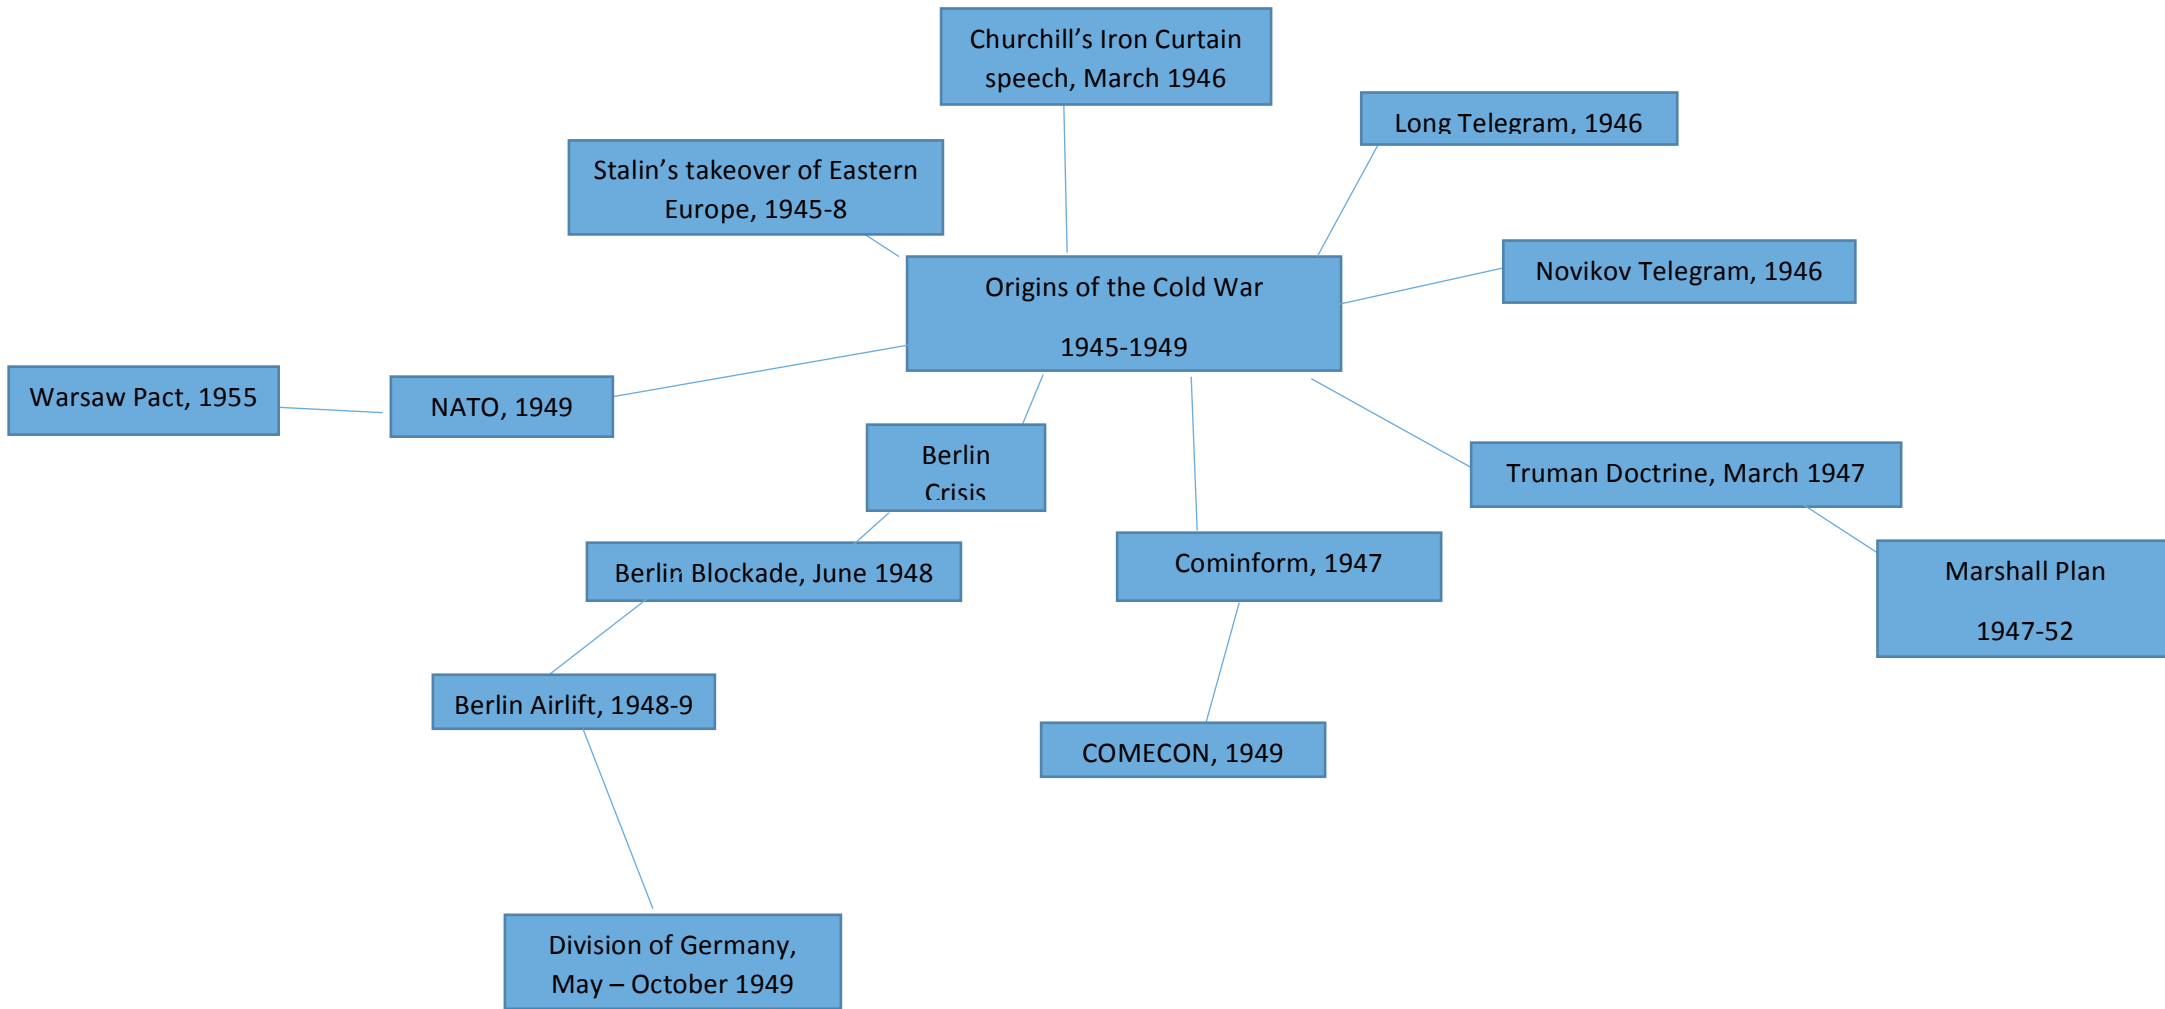 Churchill’s Iron Curtain
speech, March 1946
Long Telegram, 1946
Stalin’s takeover of Eastern
Europe, 1945-8
Novikov Telegram, 1946
Origins of the Cold War
1945-1949
Warsaw Pact, 1955
NATO, 1949
Berlin
Crisis
Truman Doctrine, March 1947
Berlin Blockade, June 1948
Cominform, 1947
Marshall Plan
1947-52
Berlin Airlift, 1948-9
COMECON, 1949
Division of Germany,
May – October 1949